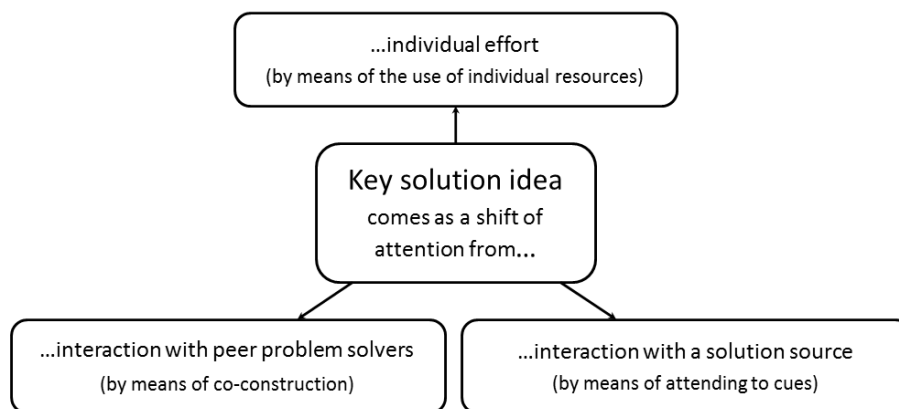 ...individual effort
(by means of the use of individual resources)
Key solution idea
comes as a shift of
attention from...
...interaction with peer problem solvers
(by means of co-construction)
...interaction with a solution source
(by means of attending to cues)